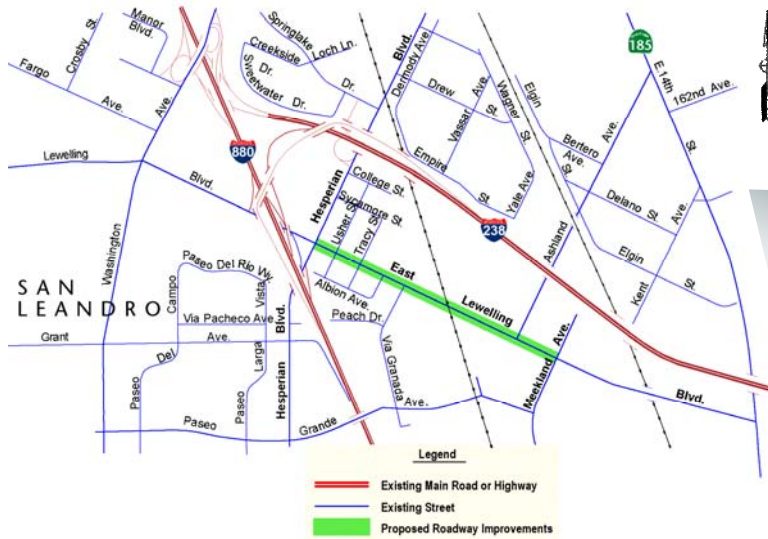 Manor
Blvd.
Crosby St.
Fargo
Ave.
Ave.
Springlake
Dr.
Creekside
Loch Ln.
Dr.
Sweetwater Dr.
Blvd.
Dermody Ave
Drew
St.
Vassar
Ave
Wagner St.
Empire
St.
Yale Ave
Elgin
St
185
E.14th
St.
162nd Ave.
Bertero
Ave.
Ashland
Ave.
Delano St
Elgin
St
Kent
Ave.
Lewelling
Blvd.
880
238
Hesperian
College St.
Sycamore St.
Usher St
Tracy St
Washington
Ave.
East
Lewelling
Blvd.
Albion Ave.
Peach Dr.
Via Granada
Meekland
Ave.
SAN
LEANDRO
Paseo Del Río Wy.
Campo
Del
Paseo
Vista
Larga
Paseo
Via Pacheco Ave
Grant
Ave.
Hesperian
Blvd.
Paseo
Grande
Ave.
Legend
Existing Main Road or Highway
Existing Street
Proposed Roadway Improvements